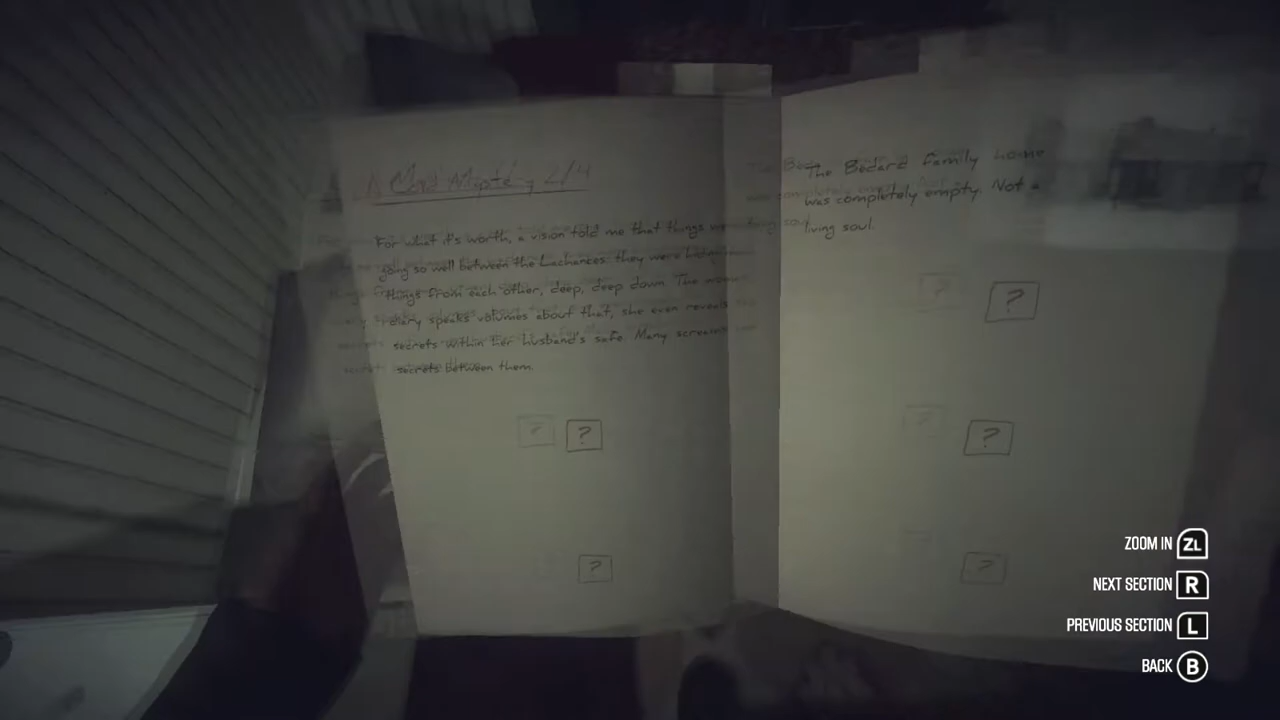 A Cold Mystery 2/4
For what it's worth, a vision told me that things
going so well between the Lachances: they were
things from each other, deep, deep down. The
diary speaks volumes about that, she even reveals
secrets within her husband's safe. Many
secrets between them.
?
?
The Bedard family home
was completely empty. Not a
living soul.
?
?
?
ZOOM IN ZL
NEXT SECTION R
PREVIOUS SECTION L
BACK B